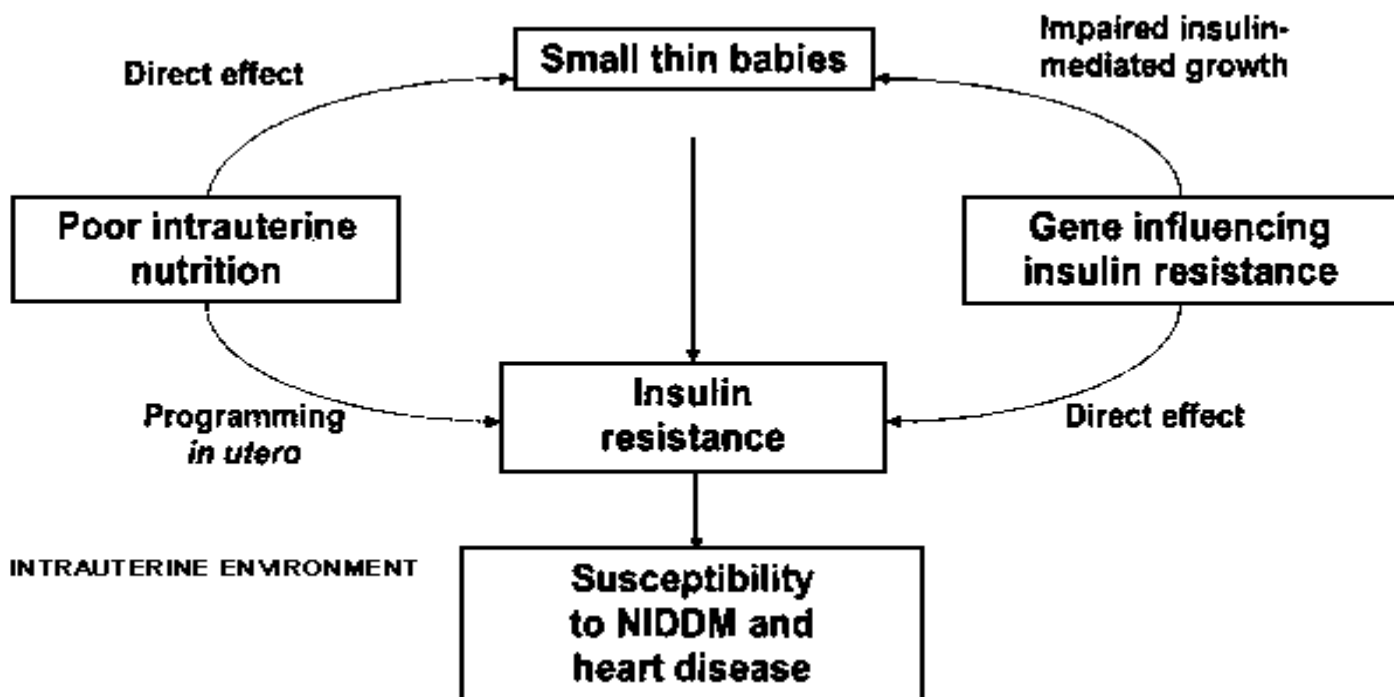 Impaired insulin-
mediated growth
Small thin babies
Direct effect
Poor intrauterine
nutrition
Gene influencing
insulin resistance
Insulin
resistance
Programming
in utero
Direct effect
INTRAUTERINE ENVIRONMENT
Susceptibility
to NIDDM and
heart disease